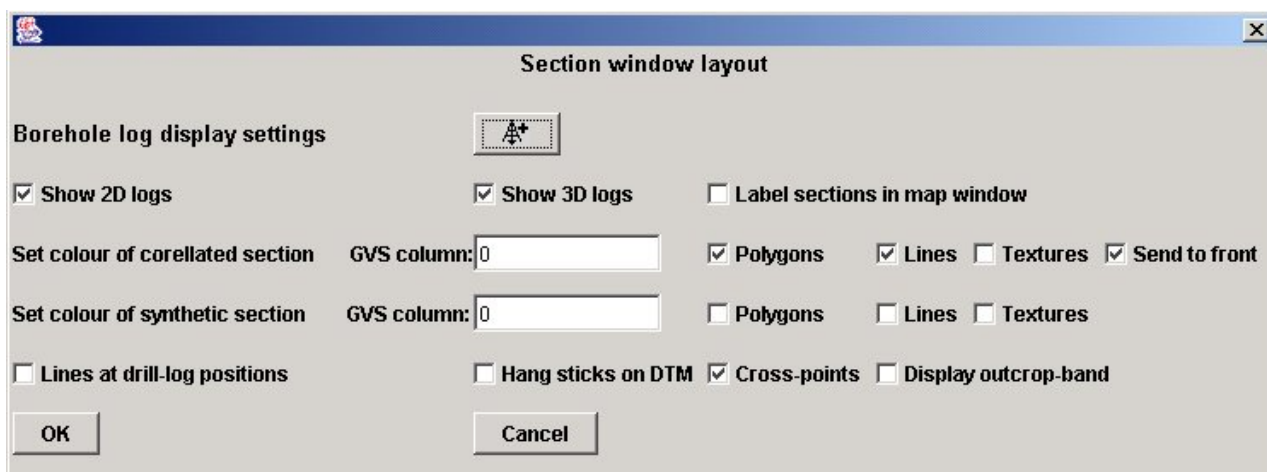 Section window layout
Borehole log display settings
Show 2D logs Show 3D logs Label sections in map window
Set colour of corellated section GVS column: 0 Polygons Lines Textures Send to front
Set colour of synthetic section GVS column: 0 Polygons Lines Textures
Lines at drill-log positions Hang sticks on DTM Cross-points Display outcrop-band
OK Cancel